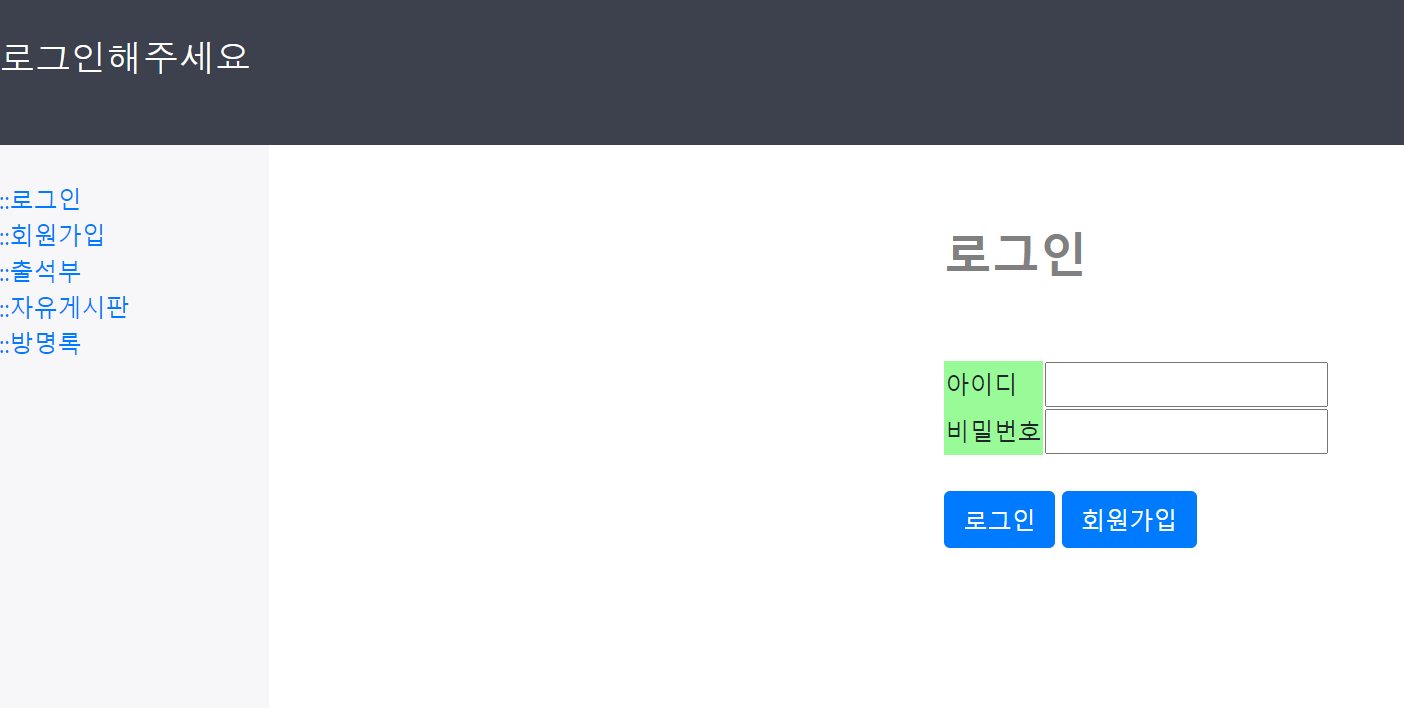 로그인해주세요
::로그인
::회원가입
::출석부
::자유게시판
::방명록
로그인
아이디
비밀번호
로그인 회원가입